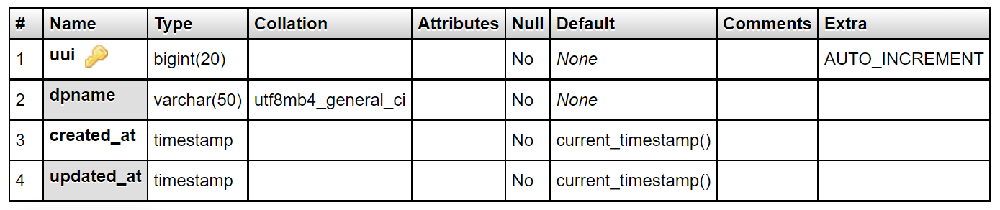 # Name Type Collation Attributes Null Default Comments Extra
1 uui bigint(20) No None AUTO_INCREMENT
2 dpname varchar(50) utf8mb4_general_ci No None
3 created_at timestamp No current_timestamp()
4 updated_at timestamp No current_timestamp()